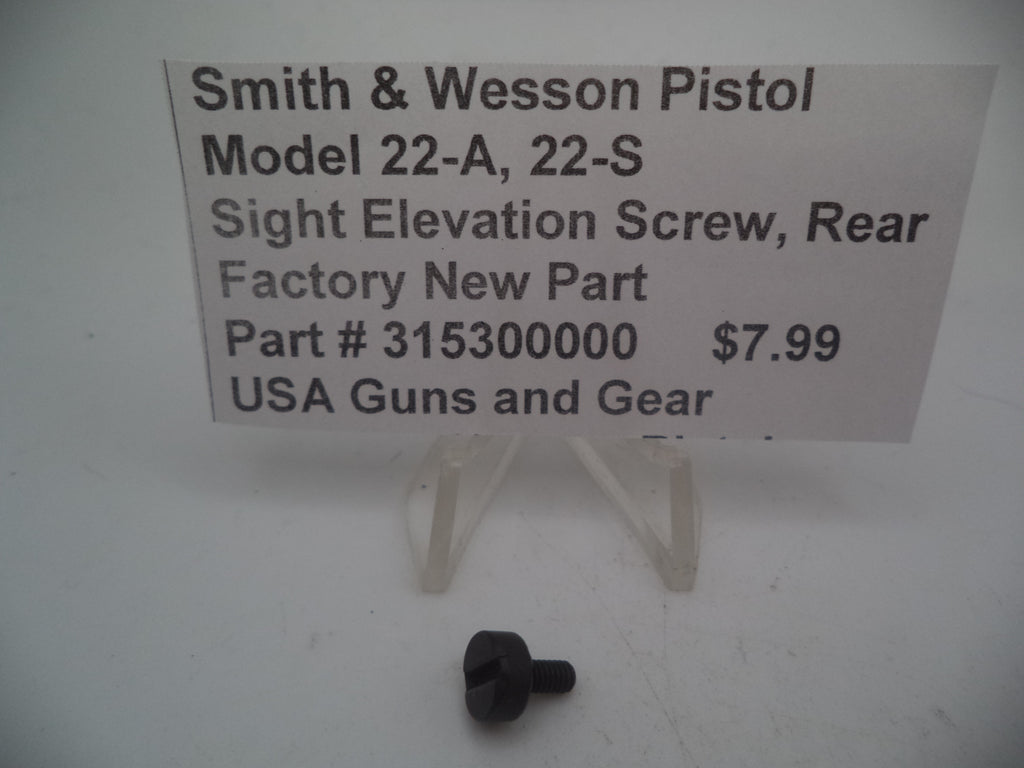 Smith & Wesson Pistol
Model 22-A, 22-S
Sight Elevation Screw, Rear
Factory New Part
Part # 315300000 $7.99
USA Guns and Gear